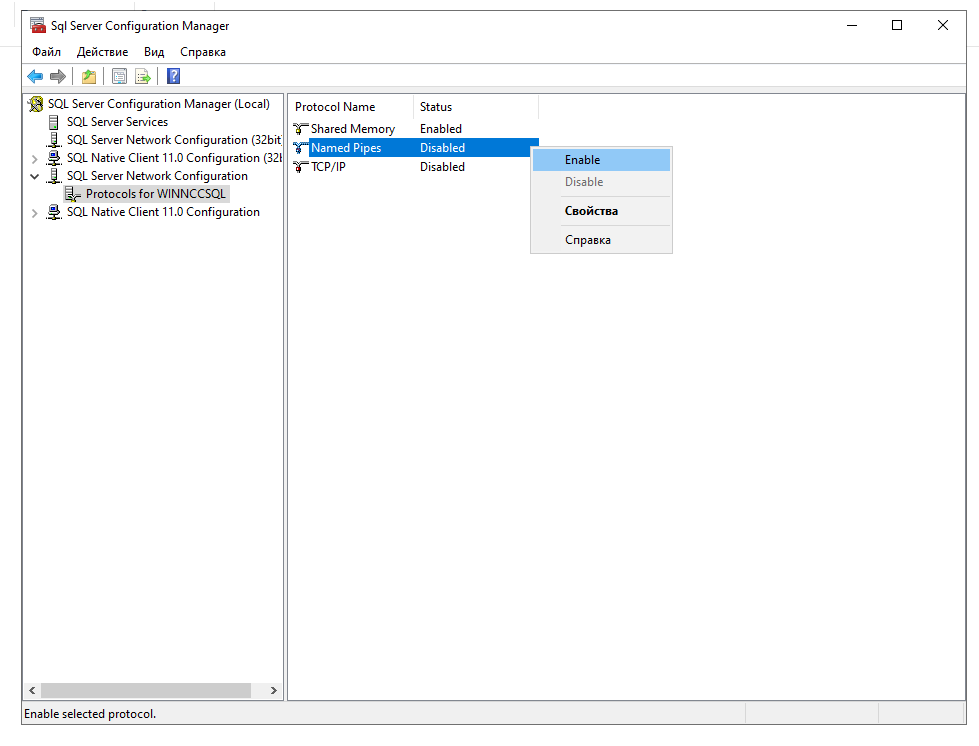 Sql Server Configuration Manager
Файл Действие Вид Справка
SQL Server Configuration Manager (Local)
SQL Server Services
SQL Server Network Configuration (32bit
SQL Native Client 11.0 Configuration (32b
SQL Server Network Configuration
Protocols for WINNCCSQL
SQL Native Client 11.0 Configuration
Protocol Name Status
Shared Memory Enabled
Named Pipes Disabled
TCP/IP Disabled
Enable
Disable
Свойства
Справка
Enable selected protocol.